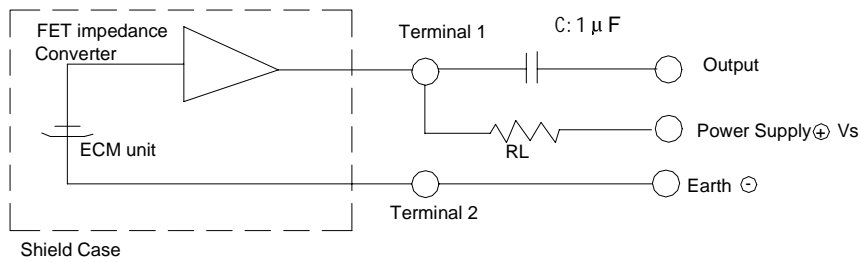 FET impedance
Converter
Terminal 1
C: 1 μ F
Output
ECM unit
RL
Power Supply⊕ Vs
Terminal 2
Earth ⊖
Shield Case